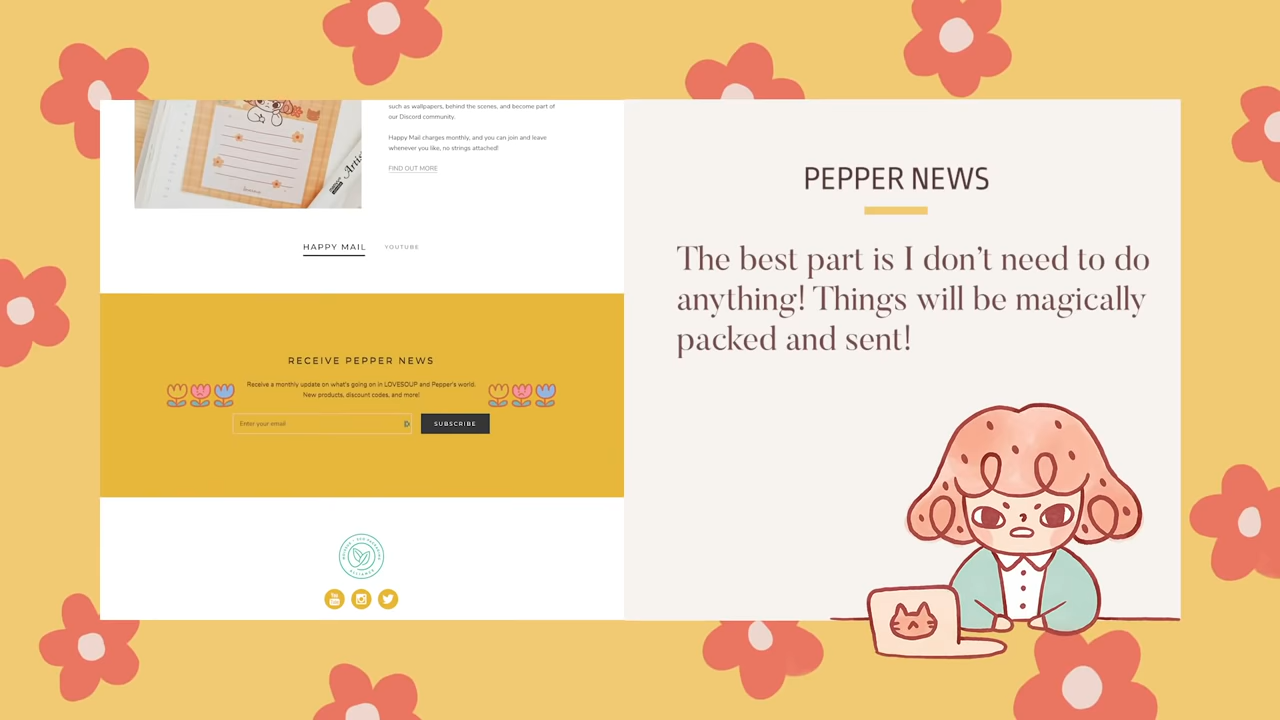 such as wallpapers, behind the scenes, and become part of
our Discord community.
Happy Mail charges monthly, and you can join and leave
whenever you like, no strings attached!
FIND OUT MORE
HAPPY MAIL
YOUTUBE
RECEIVE PEPPER NEWS
Receive a monthly update on what's going on in LOVESOUP and Pepper's world.
New products, discount codes, and more!
Enter your email
SUBSCRIBE
You
Tube
PEPPER NEWS
The best part is I don't need to do
anything! Things will be magically
packed and sent!